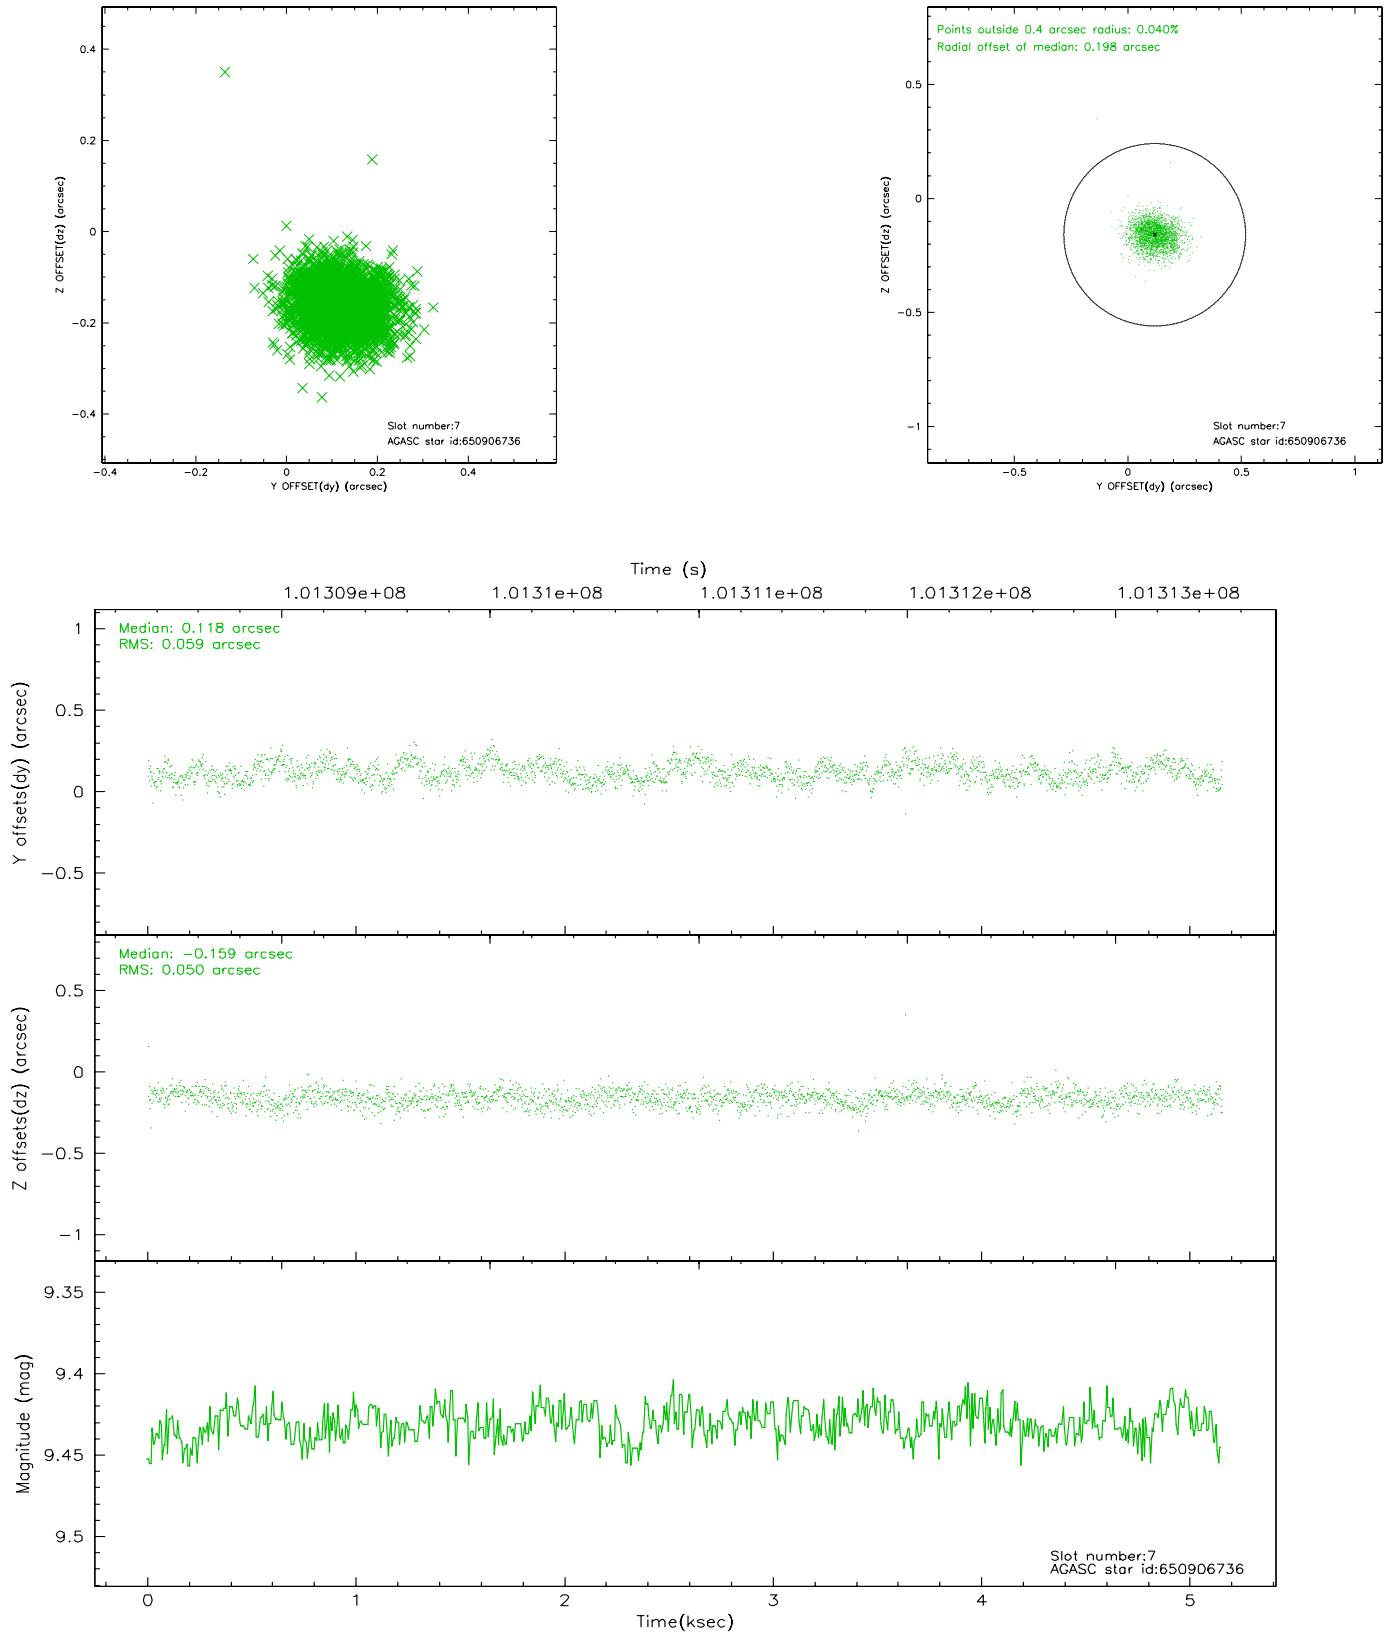 0.4
0.2
0
−0.2
−0.4
Z OFFSET(dz) (arcsec)
Slot number:7
AGASC star id:650906736
−0.4 −0.2 0 0.2 0.4
Y OFFSET(dy) (arcsec)
Points outside 0.4 arcsec radius: 0.040%
Radial offset of median: 0.198 arcsec
0.5
0
−0.5
−1
Z OFFSET(dz) (arcsec)
Slot number:7
AGASC star id:650906736
−0.5 0 0.5 1
Y OFFSET(dy) (arcsec)
Time (s)
1.01309e+08 1.0131e+08 1.01311e+08 1.01312e+08 1.01313e+08
Median: 0.118 arcsec
RMS: 0.059 arcsec
1
0.5
0
−0.5
Y offsets(dy) (arcsec)
Median: −0.159 arcsec
RMS: 0.050 arcsec
0.5
0
−0.5
−1
Z offsets(dz) (arcsec)
9.35
9.4
9.45
9.5
Magnitude (mag)
Slot number:7
AGASC star id:650906736
0 1 2 3 4 5
Time(ksec)